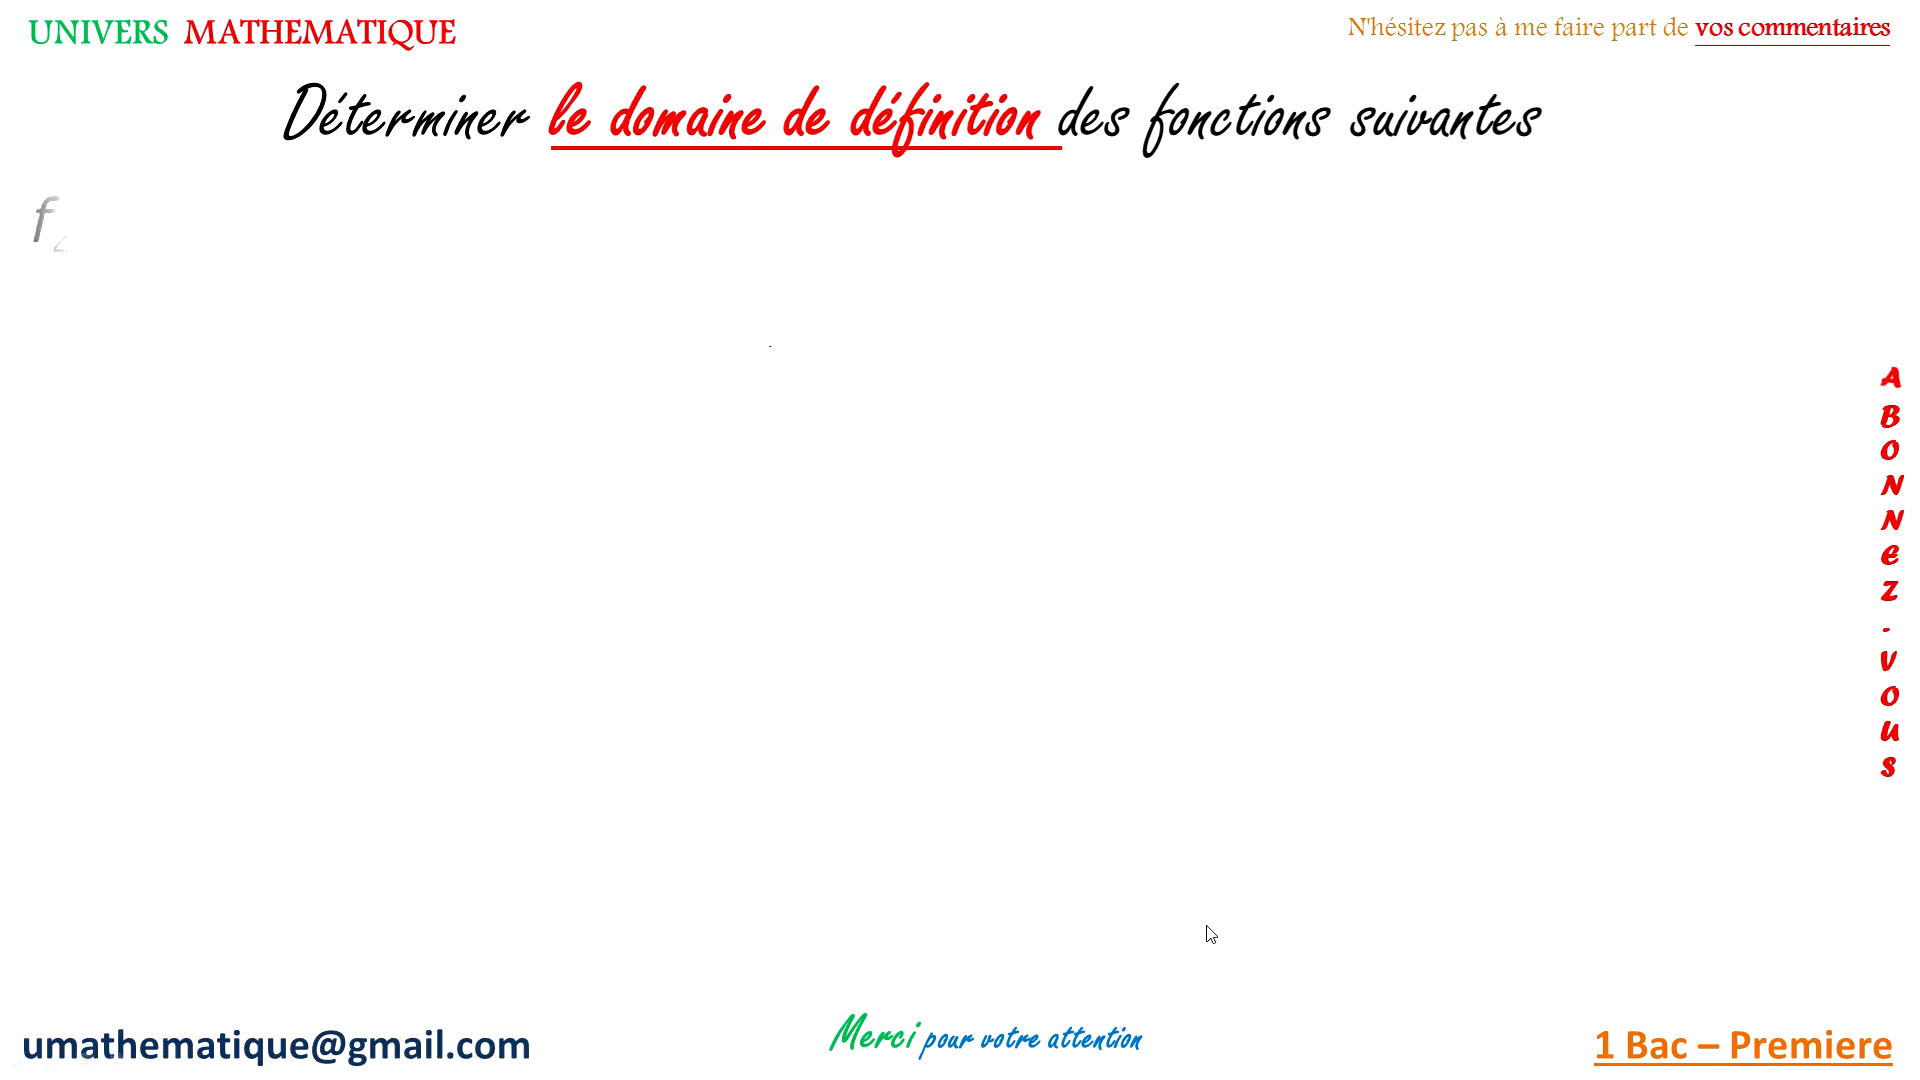 UNIVERS MATHEMATIQUE
N'hésitez pas à me faire part de vos commentaires
Déterminer le domaine de définition des fonctions suivantes
f
A
B
O
N
N
E
Z
-
V
O
U
S
umathematique@gmail.com
Merci pour votre attention
1 Bac – Premiere